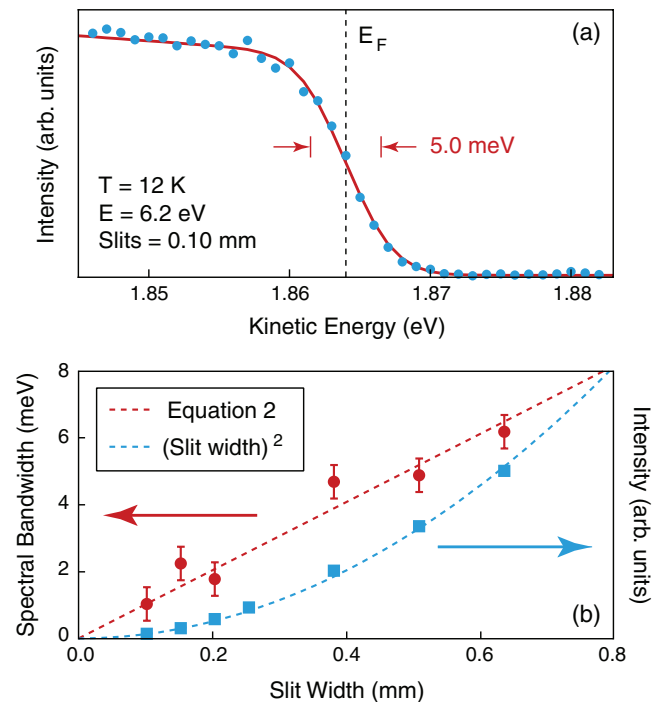 (a)
E_F
5.0 meV
T = 12 K
E = 6.2 eV
Slits = 0.10 mm
Intensity (arb. units)
1.85 1.86 1.87 1.88
Kinetic Energy (eV)
8
6
4
2
0
Spectral Bandwidth (meV)
Equation 2
(Slit width)²
Intensity
(arb. units)
(b)
0.0 0.2 0.4 0.6 0.8
Slit Width (mm)